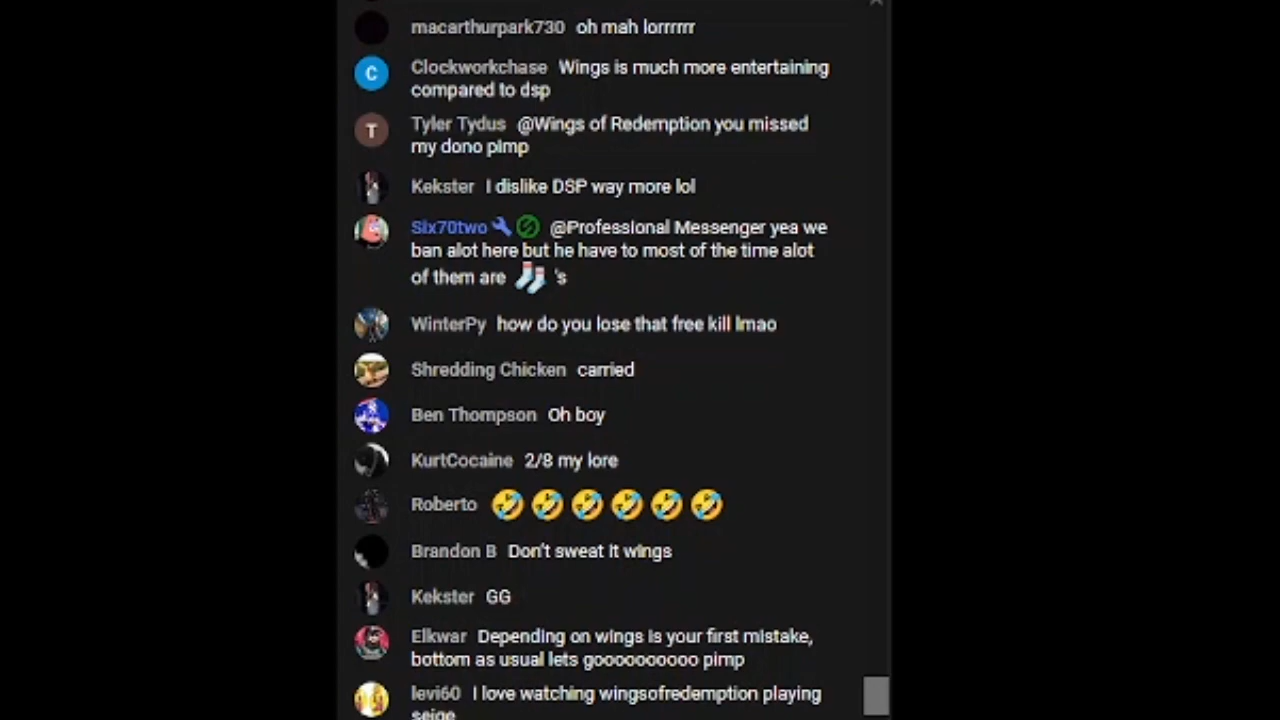 macarthurpark730 oh mah lorrrrrr
C Clockworkchase Wings is much more entertaining
compared to dsp
T Tyler Tydus @Wings of Redemption you missed
my dono pimp
Kekster I dislike DSP way more lol
Six70two @Professional Messenger yea we
ban alot here but he have to most of the time alot
of them are 🧦 's
WinterPy how do you lose that free kill lmao
Shredding Chicken carried
Ben Thompson Oh boy
KurtCocaine 2/8 my lore
Roberto 🤣🤣🤣🤣🤣🤣
Brandon B Don't sweat it wings
Kekster GG
Elkwar Depending on wings is your first mistake,
bottom as usual lets goooooooooo pimp
levi60 I love watching wingsofredemption playing
seige